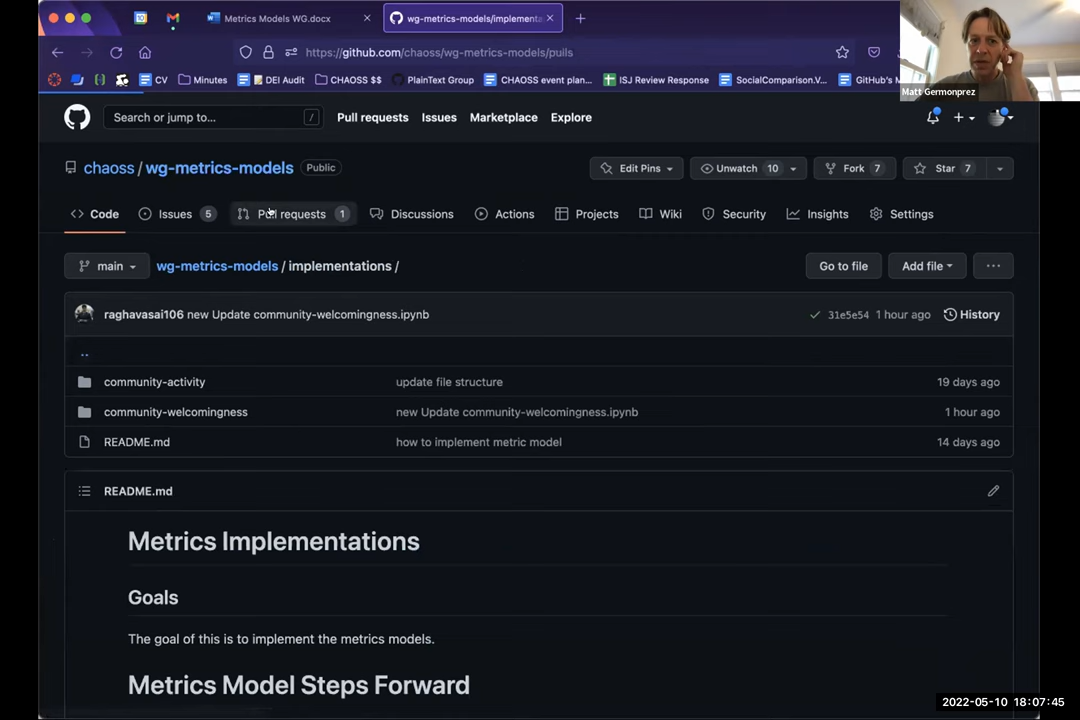 Metrics Models WG.docx
wg-metrics-models/implementa
https://github.com/chaoss/wg-metrics-models/pulls
CV Minutes DEI Audit CHAOSS $$ PlainText Group CHAOSS event plan... ISJ Review Response SocialComparison.V... GitHub's
Matt Germonprez
Search or jump to... / Pull requests Issues Marketplace Explore
chaoss / wg-metrics-models Public Edit Pins Unwatch 10 Fork 7 Star 7
Code Issues 5 Pull requests 1 Discussions Actions Projects Wiki Security Insights Settings
main wg-metrics-models / implementations / Go to file Add file ...
raghavasai106 new Update community-welcomingness.ipynb 31e5e54 1 hour ago History
..
community-activity update file structure 19 days ago
community-welcomingness new Update community-welcomingness.ipynb 1 hour ago
README.md how to implement metric model 14 days ago
README.md
Metrics Implementations
Goals
The goal of this is to implement the metrics models.
Metrics Model Steps Forward
2022-05-10 18:07:45